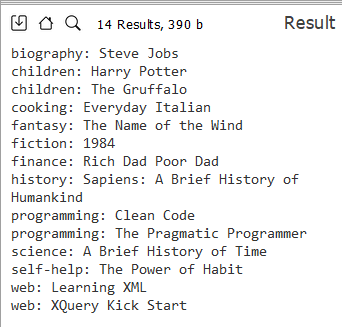 14 Results, 390 b
Result
biography: Steve Jobs
children: Harry Potter
children: The Gruffalo
cooking: Everyday Italian
fantasy: The Name of the Wind
fiction: 1984
finance: Rich Dad Poor Dad
history: Sapiens: A Brief History of
Humankind
programming: Clean Code
programming: The Pragmatic Programmer
science: A Brief History of Time
self-help: The Power of Habit
web: Learning XML
web: XQuery Kick Start